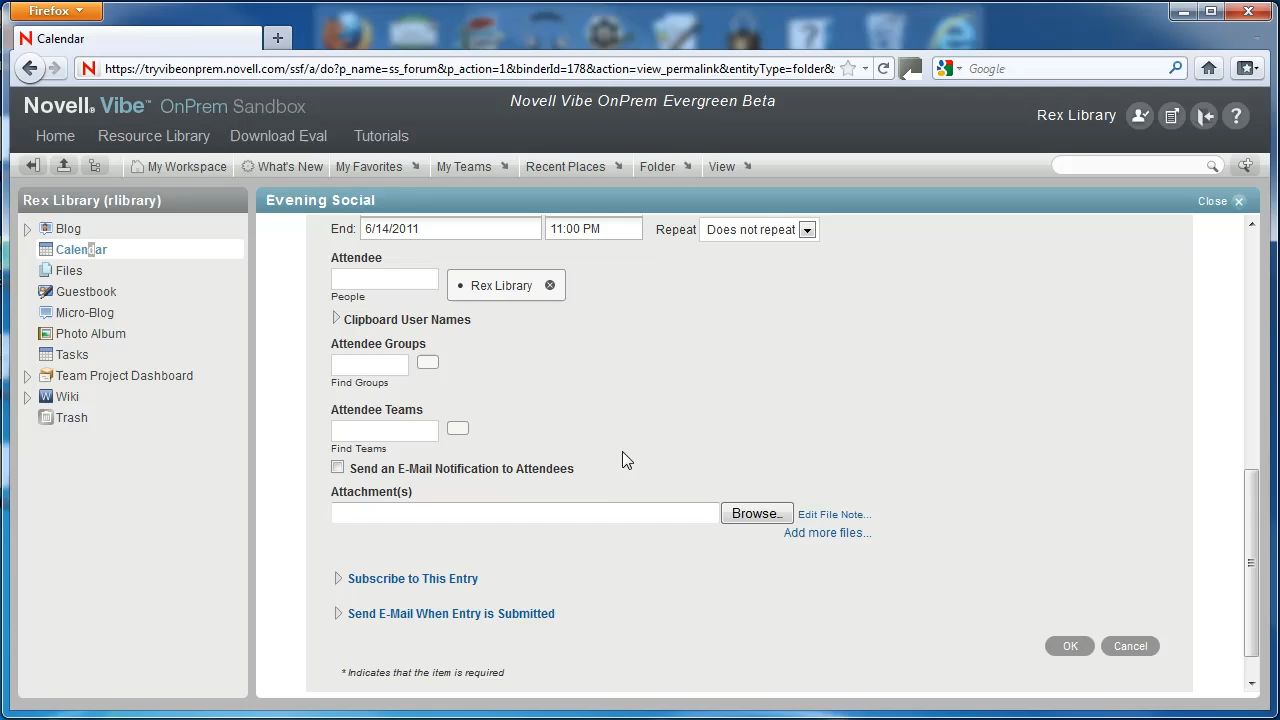 Firefox
Calendar
https://tryvibeonprem.novell.com/ssf/a/do?p_name=ss_forum&p_action=1&binderId=178&action=view_permalink&entityType=folder&
Google
Novell® Vibe™ OnPrem Sandbox
Novell Vibe OnPrem Evergreen Beta
Rex Library
Home Resource Library Download Eval Tutorials
My Workspace What's New My Favorites My Teams Recent Places Folder View
Rex Library (rlibrary)
Blog
Calendar
Files
Guestbook
Micro-Blog
Photo Album
Tasks
Team Project Dashboard
Wiki
Trash
Evening Social
Close
End: 6/14/2011 11:00 PM Repeat Does not repeat
Attendee
Rex Library
People
Clipboard User Names
Attendee Groups
Find Groups
Attendee Teams
Find Teams
Send an E-Mail Notification to Attendees
Attachment(s)
Browse... Edit File Note...
Add more files...
Subscribe to This Entry
Send E-Mail When Entry is Submitted
OK Cancel
* Indicates that the item is required